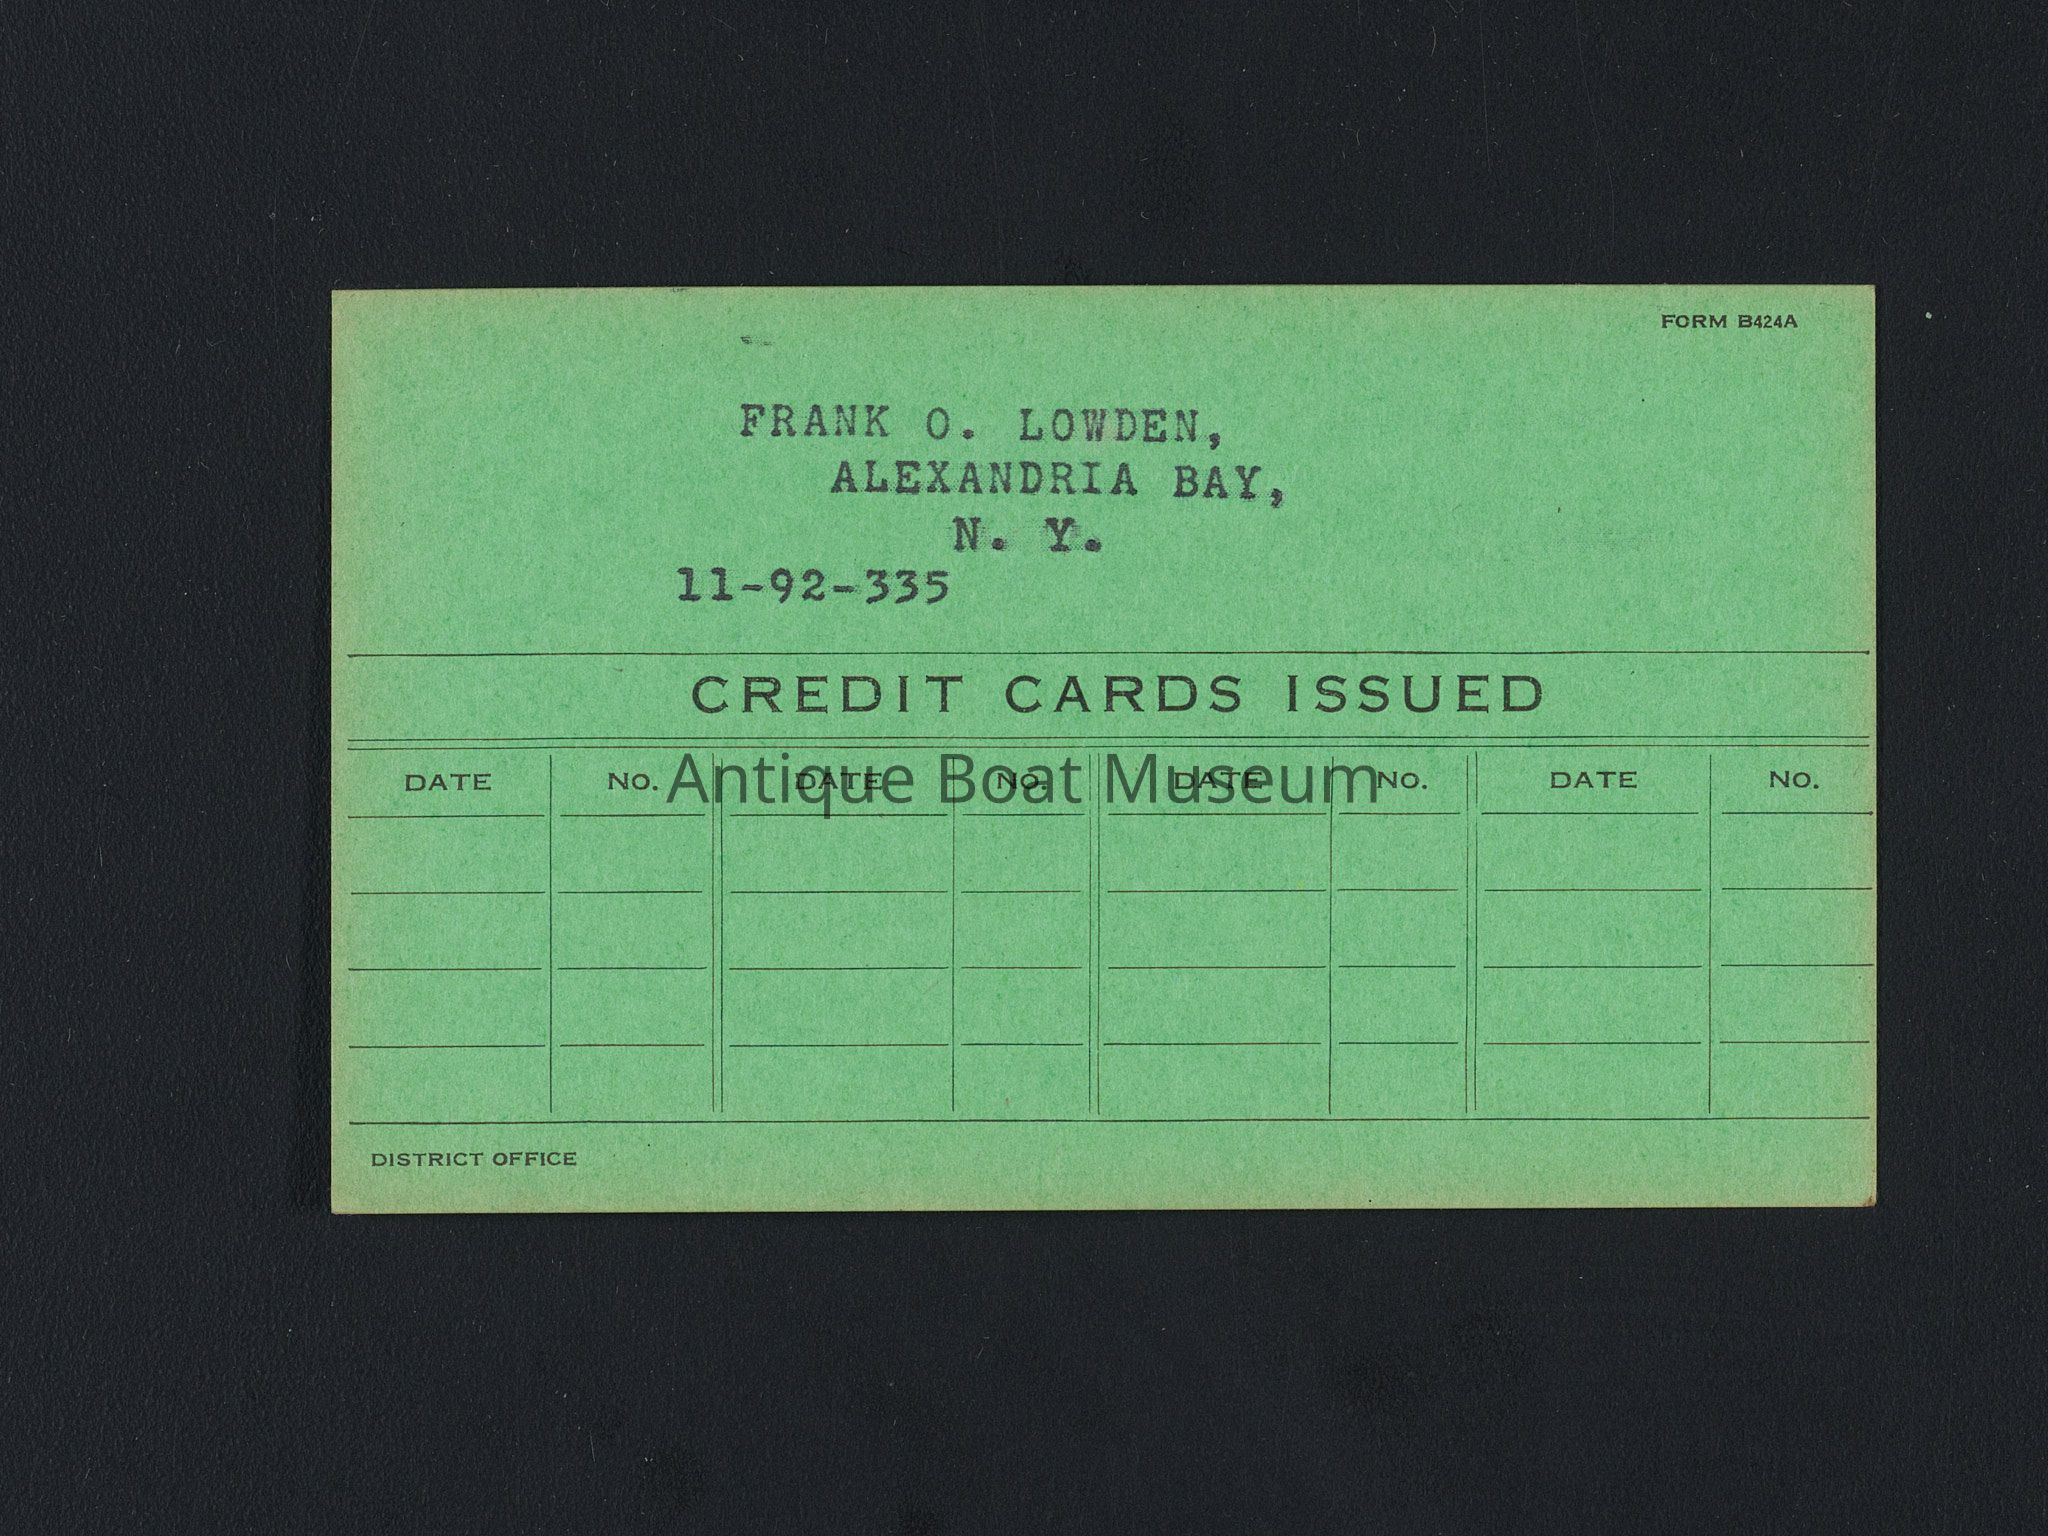 FORM B424A
FRANK O. LOWDEN,
ALEXANDRIA BAY,
N. Y.
11-92-335
CREDIT CARDS ISSUED
Antique Boat Museum
DATE No. DATE No. DATE No. DATE No.
DISTRICT OFFICE